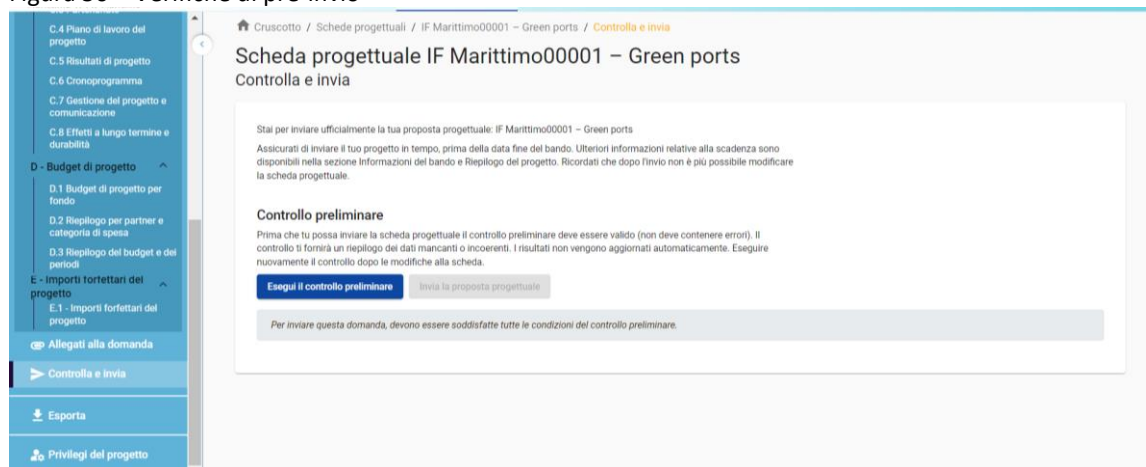 Figura 30 – Verifiche di pre-invio
C.4 Piano di lavoro del
progetto
C.5 Risultati di progetto
C.6 Cronoprogramma
C.7 Gestione del progetto e
comunicazione
C.8 Effetti a lungo termine e
durabilità
D - Budget di progetto
D.1 Budget di progetto per
fondo
D.2 Riepilogo per partner e
categoria di spesa
D.3 Riepilogo del budget e dei
periodi
E - Importi forfettari del
progetto
E.1 - Importi forfettari del
progetto
Allegati alla domanda
Controlla e invia
Esporta
Privilegi del progetto
Cruscotto / Schede progettuali / IF Marittimo00001 – Green ports / Controlla e invia
Scheda progettuale IF Marittimo00001 – Green ports
Controlla e invia
Stai per inviare ufficialmente la tua proposta progettuale: IF Marittimo00001 – Green ports
Assicurati di inviare il tuo progetto in tempo, prima della data fine del bando. Ulteriori informazioni relative alla scadenza sono
disponibili nella sezione Informazioni del bando e Riepilogo del progetto. Ricordati che dopo l'invio non è più possibile modificare
la scheda progettuale.
Controllo preliminare
Prima che tu possa inviare la scheda progettuale il controllo preliminare deve essere valido (non deve contenere errori). Il
controllo ti fornirà un riepilogo dei dati mancanti o incoerenti. I risultati non vengono aggiornati automaticamente. Eseguire
nuovamente il controllo dopo le modifiche alla scheda.
Esegui il controllo preliminare
Invia la proposta progettuale
Per inviare questa domanda, devono essere soddisfatte tutte le condizioni del controllo preliminare.